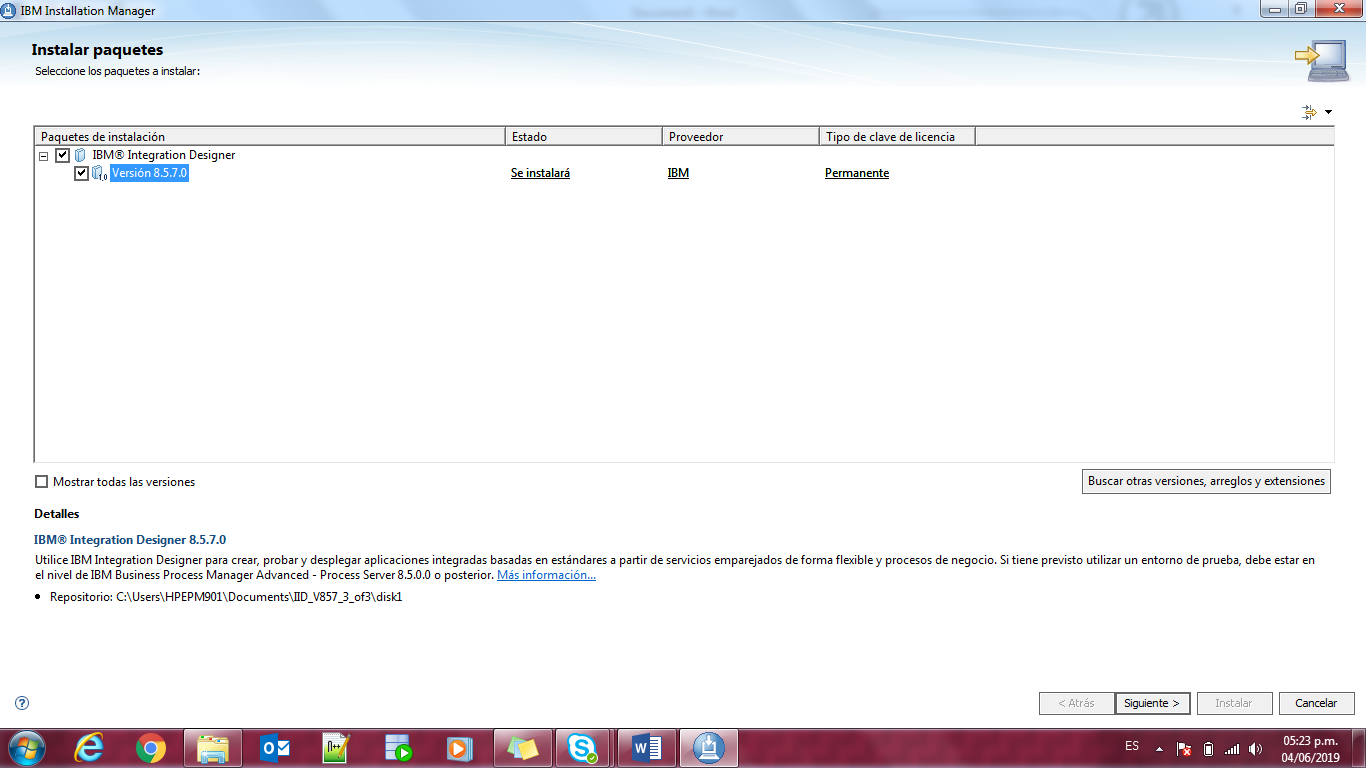 IBM Installation Manager
Instalar paquetes
Seleccione los paquetes a instalar:
Paquetes de instalación Estado Proveedor Tipo de clave de licencia
IBM® Integration Designer
Versión 8.5.7.0 Se instalará IBM Permanente
Mostrar todas las versiones Buscar otras versiones, arreglos y extensiones
Detalles
IBM® Integration Designer 8.5.7.0
Utilice IBM Integration Designer para crear, probar y desplegar aplicaciones integradas basadas en estándares a partir de servicios emparejados de forma flexible y procesos de negocio. Si tiene previsto utilizar un entorno de prueba, debe estar en
el nivel de IBM Business Process Manager Advanced - Process Server 8.5.0.0 o posterior. Más información...
• Repositorio: C:\Users\HPEPM901\Documents\IID_V857_3_of3\disk1
< Atrás Siguiente > Instalar Cancelar
ES
05:23 p.m.
04/06/2019